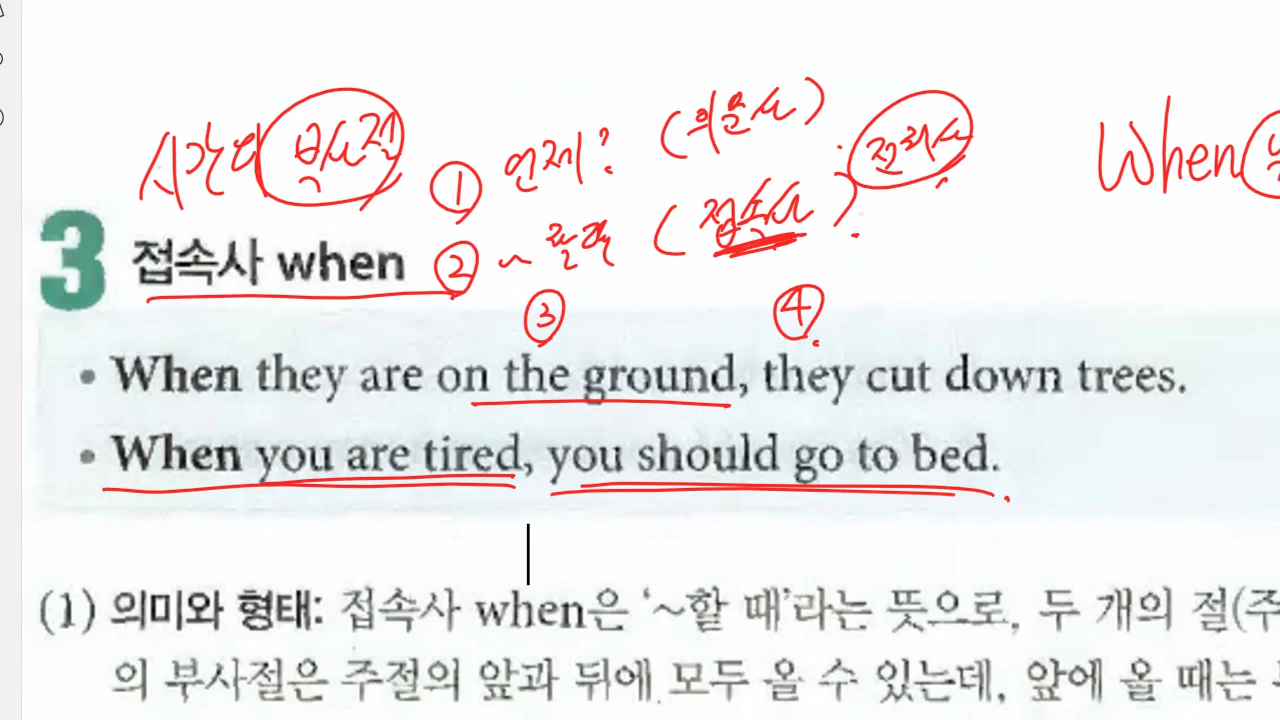 시간의 부사절 ① 언제? (의문사) 전치사 When
② ~ 할때 (접속사)
3 접속사 when
③ ④
• When they are on the ground, they cut down trees.
• When you are tired, you should go to bed.
(1) 의미와 형태: 접속사 when은 '~할 때'라는 뜻으로, 두 개의 절(주
의 부사절은 주절의 앞과 뒤에 모두 올 수 있는데, 앞에 올 때는